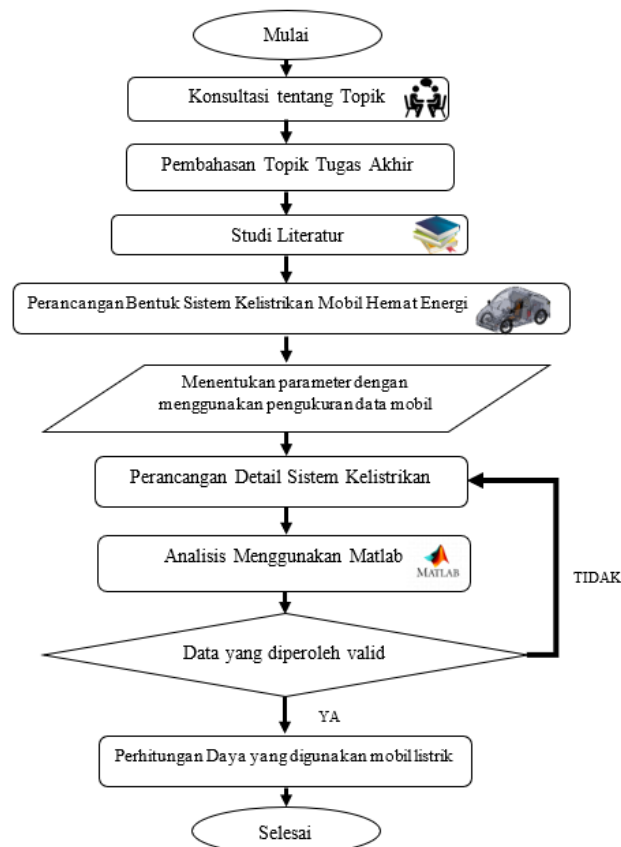 Mulai
Konsultasi tentang Topik
Pembahasan Topik Tugas Akhir
Studi Literatur
Perancangan Bentuk Sistem Kelistrikan Mobil Hemat Energi
Menentukan parameter dengan
menggunakan pengukuran data mobil
Perancangan Detail Sistem Kelistrikan
Analisis Menggunakan Matlab
MATLAB
TIDAK
Data yang diperoleh valid
YA
Perhitungan Daya yang digunakan mobil listrik
Selesai